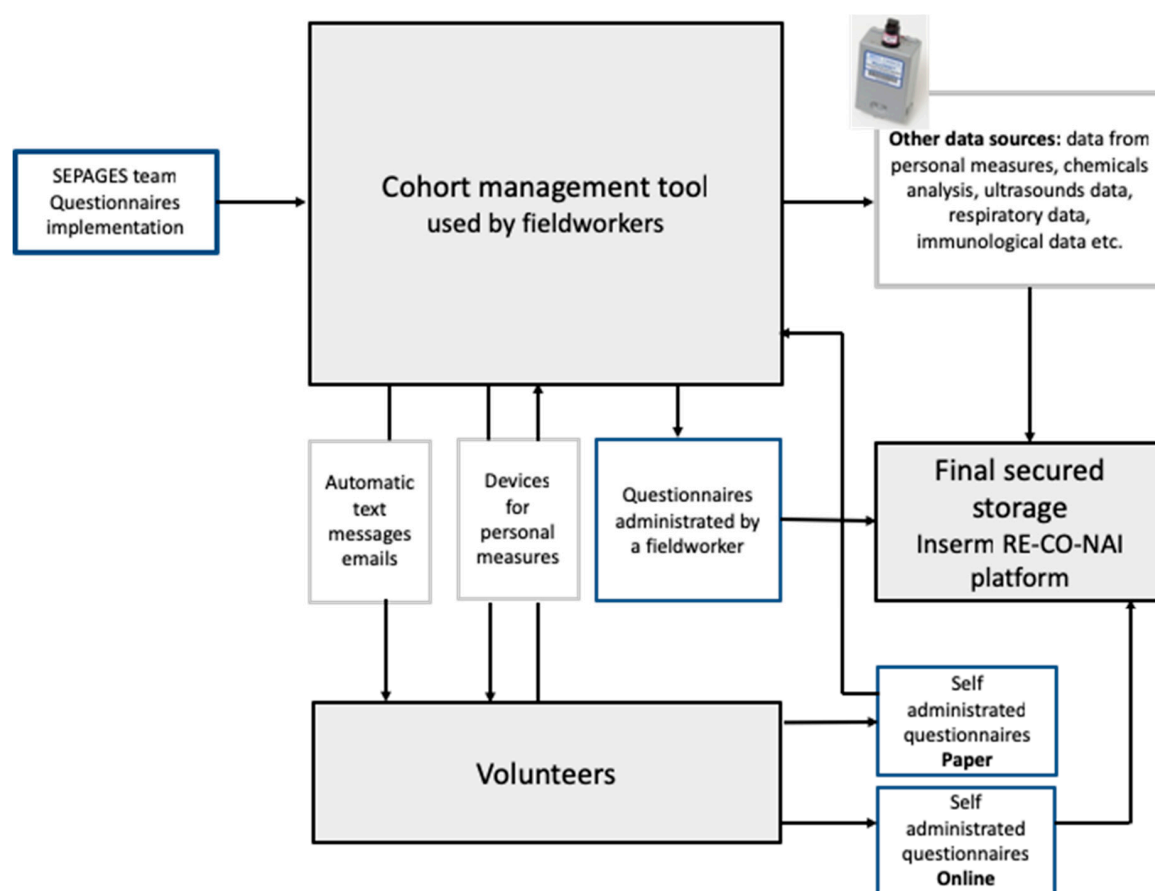 Cohort management tool
used by fieldworkers
SEPAGES team
Questionnaires
implementation
Other data sources: data from
personal measures, chemicals
analysis, ultrasounds data,
respiratory data,
immunological data etc.
Automatic
text
messages
emails
Devices
for
personal
measures
Questionnaires
administrated by
a fieldworker
Final secured
storage
Inserm RE-CO-NAI
platform
Volunteers
Self
administrated
questionnaires
Paper
Self
administrated
questionnaires
Online